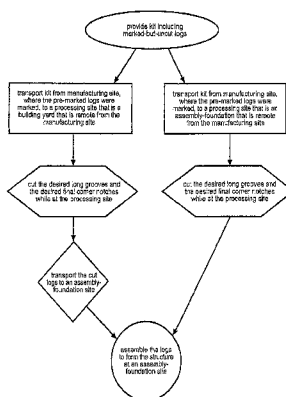 provide kit including
marked-but-uncut logs
transport kit from manufacturing site,
where the pre-marked logs were
marked, to a processing site that is a
building yard that is remote from the
manufacturing site
transport kit from manufacturing site,
where the pre-marked logs were
marked, to a processing site that is an
assembly-foundation that is remote
from the manufacturing site
cut the desired long grooves and
the desired final corner notches
while at the processing site
cut the desired long grooves and
the desired final corner notches
while at the processing site
transport the cut
logs to an assembly-
foundation site
assemble the logs
to form the structure
at an assembly-
foundation site